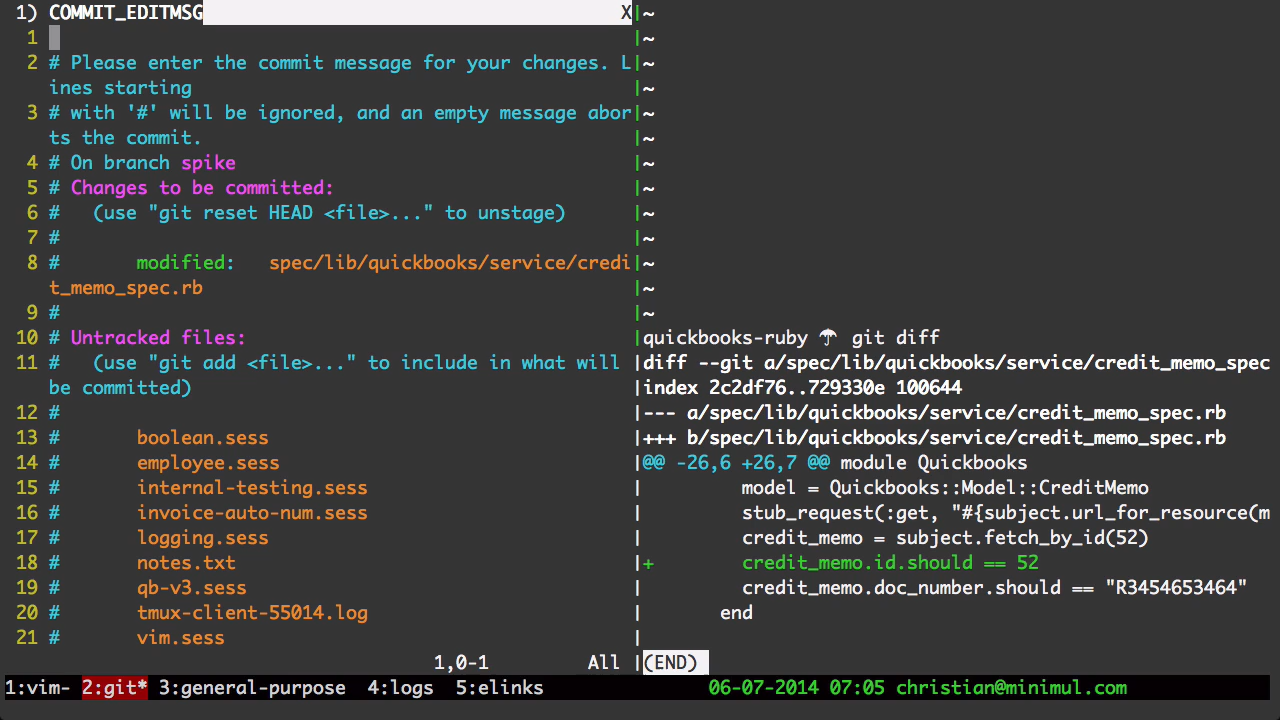 1) COMMIT_EDITMSG X
1
2 # Please enter the commit message for your changes. L
ines starting
3 # with '#' will be ignored, and an empty message abor
ts the commit.
4 # On branch spike
5 # Changes to be committed:
6 #   (use "git reset HEAD <file>..." to unstage)
7 #
8 #       modified:   spec/lib/quickbooks/service/credi
t_memo_spec.rb
9 #
10 # Untracked files:
11 #   (use "git add <file>..." to include in what will
be committed)
12 #
13 #       boolean.sess
14 #       employee.sess
15 #       internal-testing.sess
16 #       invoice-auto-num.sess
17 #       logging.sess
18 #       notes.txt
19 #       qb-v3.sess
20 #       tmux-client-55014.log
21 #       vim.sess
1,0-1 All
|~
|~
|~
|~
|~
|~
|~
|~
|~
|~
|~
|~
|~
|quickbooks-ruby ☂ git diff
|diff --git a/spec/lib/quickbooks/service/credit_memo_spec
|index 2c2df76..729330e 100644
|--- a/spec/lib/quickbooks/service/credit_memo_spec.rb
|+++ b/spec/lib/quickbooks/service/credit_memo_spec.rb
|@@ -26,6 +26,7 @@ module Quickbooks
|         model = Quickbooks::Model::CreditMemo
|         stub_request(:get, "#{subject.url_for_resource(m
|         credit_memo = subject.fetch_by_id(52)
|+        credit_memo.id.should == 52
|         credit_memo.doc_number.should == "R3454653464"
|       end
|
|(END)
1:vim- 2:git* 3:general-purpose 4:logs 5:elinks 06-07-2014 07:05 christian@minimul.com